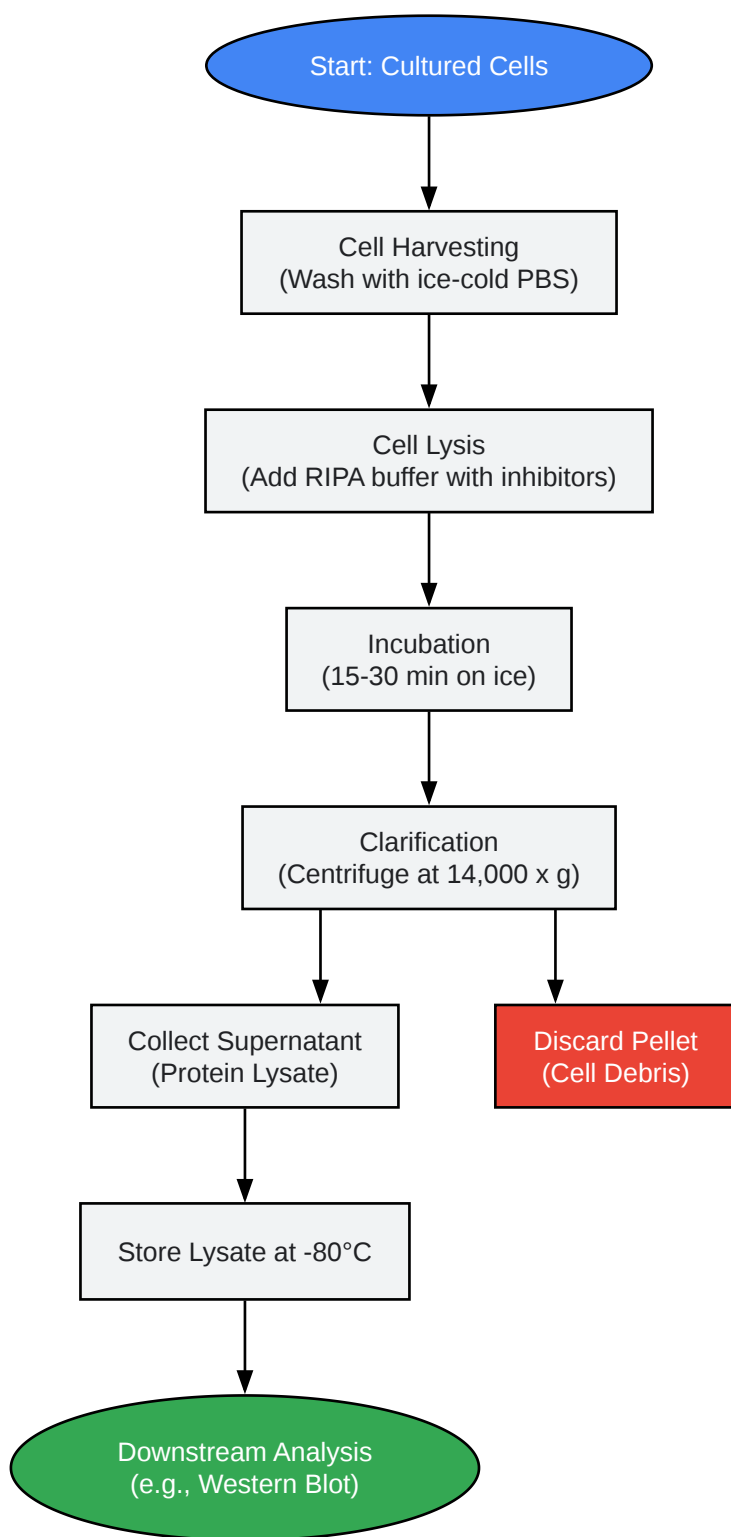 Start: Cultured Cells
Cell Harvesting
(Wash with ice-cold PBS)
Cell Lysis
(Add RIPA buffer with inhibitors)
Incubation
(15-30 min on ice)
Clarification
(Centrifuge at 14,000 x g)
Collect Supernatant
(Protein Lysate)
Discard Pellet
(Cell Debris)
Store Lysate at -80°C
Downstream Analysis
(e.g., Western Blot)